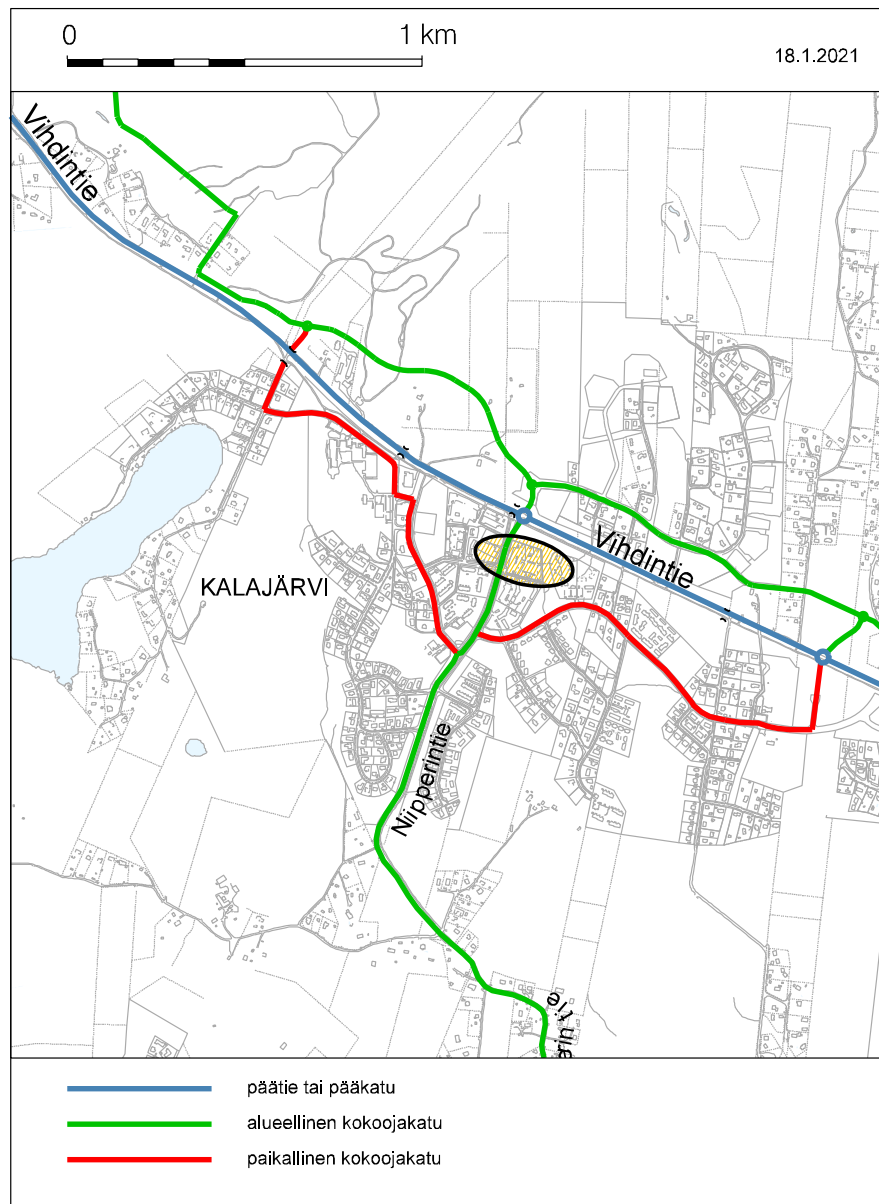 0
1 km
18.1.2021
Vihdintie
Vihdintie
KALAJÄRVI
Niipperintie
päätie tai pääkatu
alueellinen kokoojakatu
paikallinen kokoojakatu